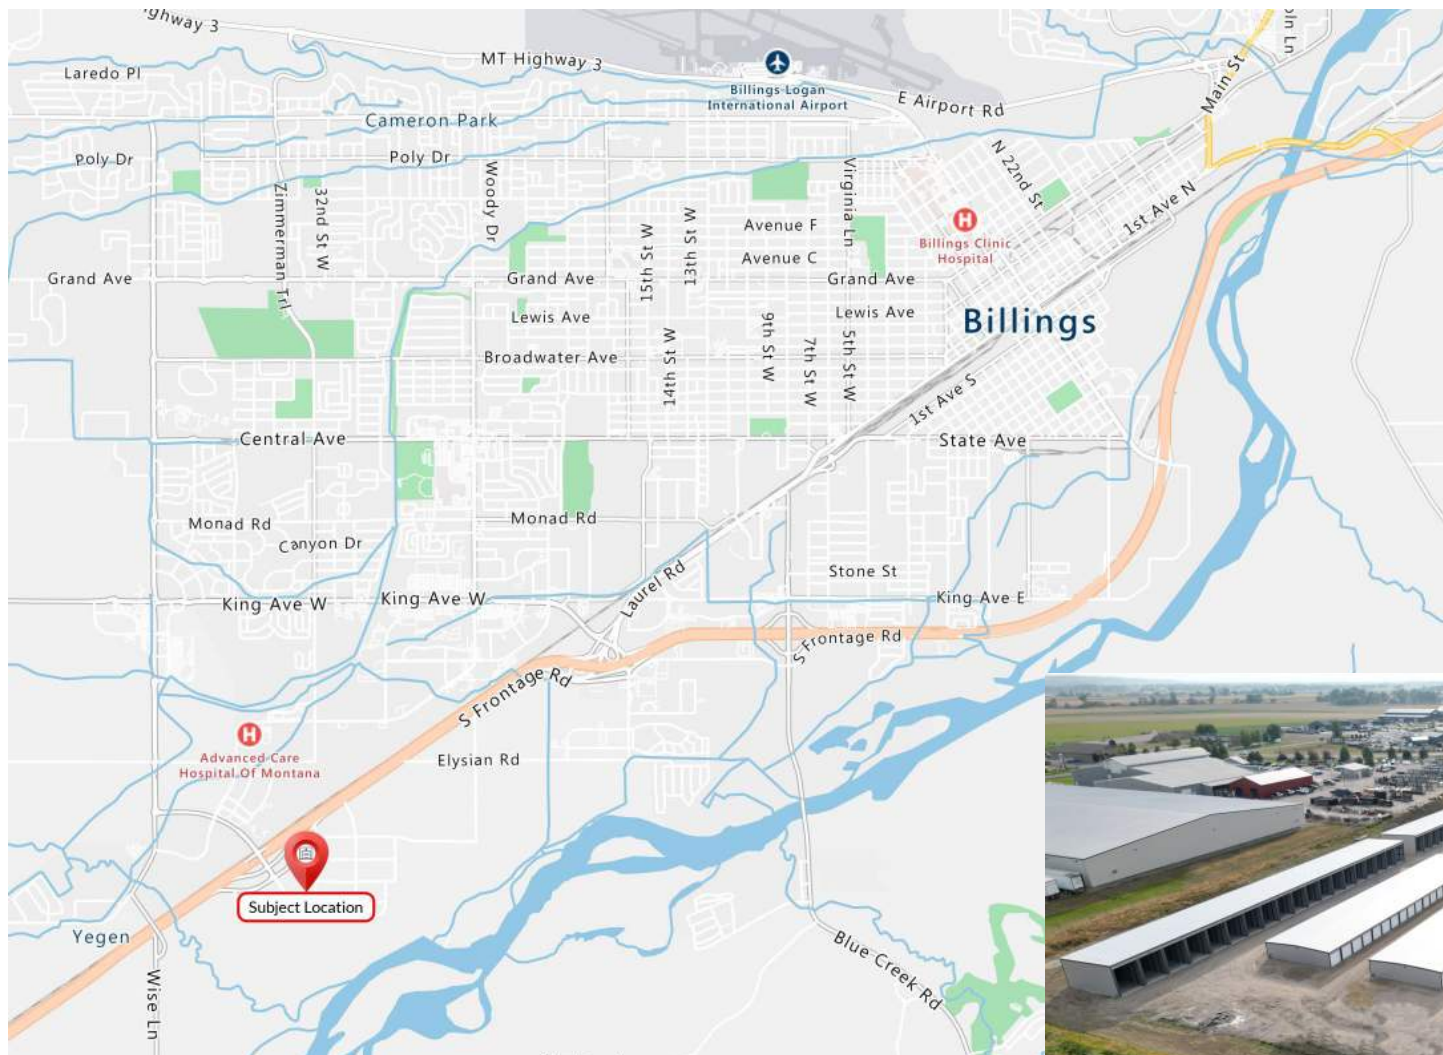 ighway 3
MT Highway 3
Laredo Pl
Billings Logan
International Airport
E Airport Rd
Main St
oln Ln
Cameron Park
Poly Dr
Poly Dr
Woody Dr
Zimmerman Trl
32nd St W
N 22nd St
1st Ave N
Virginia Ln
15th St W
13th St W
Avenue F
Avenue C
Billings Clinic
Hospital
Grand Ave
Grand Ave
Grand Ave
Lewis Ave
Lewis Ave
Billings
Broadwater Ave
14th St W
9th St W
7th St W
5th St W
1st Ave S
Central Ave
State Ave
Monad Rd
Monad Rd
Canyon Dr
Laurel Rd
Stone St
King Ave W
King Ave W
King Ave E
S Frontage Rd
S Frontage Rd
Advanced Care
Hospital Of Montana
Elysian Rd
Subject Location
Yegen
Wise Ln
Blue Creek Rd